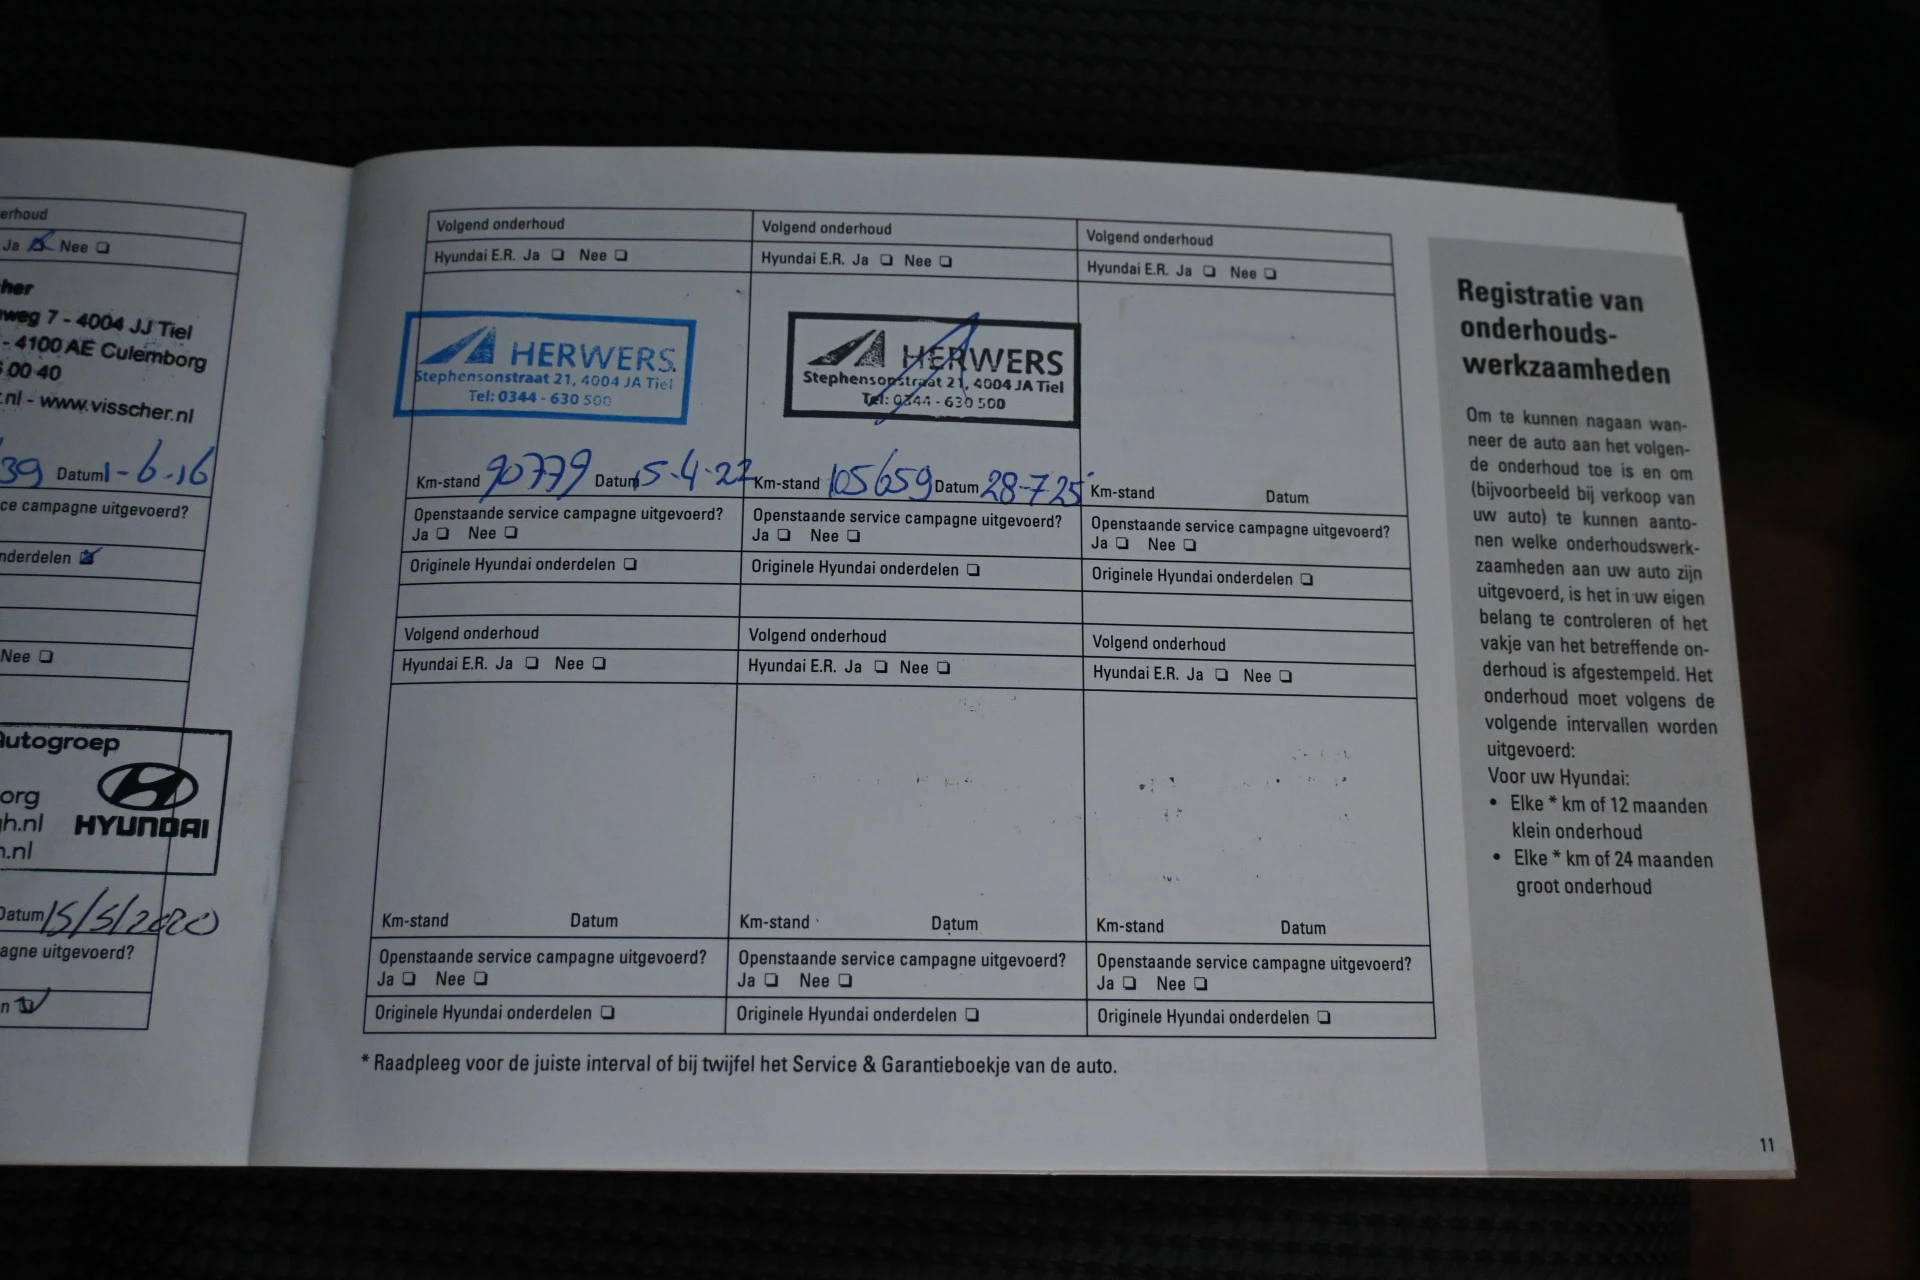 erhoud
Ja Nee
her
weg 7 - 4004 JJ Tiel
- 4100 AE Culemborg
00 40
.nl - www.visscher.nl
39 Datum 1-6-16
ce campagne uitgevoerd?
nderdelen
Nee
Autogroep
org
gh.nl
n.nl
HYUNDAI
Datum 15/5/2020
agne uitgevoerd?
n
Volgend onderhoud
Hyundai E.R. Ja Nee
HERWERS
Stephensonstraat 21, 4004 JA Tiel
Tel: 0344 - 630 500
Km-stand 90779 Datum 15-4-22
Openstaande service campagne uitgevoerd?
Ja Nee
Originele Hyundai onderdelen
Volgend onderhoud
Hyundai E.R. Ja Nee
HERWERS
Stephensonstraat 21, 4004 JA Tiel
Tel: 0344 - 630 500
Km-stand 105659 Datum 28-7-25
Openstaande service campagne uitgevoerd?
Ja Nee
Originele Hyundai onderdelen
Volgend onderhoud
Hyundai E.R. Ja Nee
Km-stand Datum
Openstaande service campagne uitgevoerd?
Ja Nee
Originele Hyundai onderdelen
Volgend onderhoud
Hyundai E.R. Ja Nee
Km-stand Datum
Openstaande service campagne uitgevoerd?
Ja Nee
Originele Hyundai onderdelen
Volgend onderhoud
Hyundai E.R. Ja Nee
Km-stand Datum
Openstaande service campagne uitgevoerd?
Ja Nee
Originele Hyundai onderdelen
Volgend onderhoud
Hyundai E.R. Ja Nee
Km-stand Datum
Openstaande service campagne uitgevoerd?
Ja Nee
Originele Hyundai onderdelen
* Raadpleeg voor de juiste interval of bij twijfel het Service & Garantieboekje van de auto.
Registratie van
onderhouds-
werkzaamheden
Om te kunnen nagaan wan-
neer de auto aan het volgen-
de onderhoud toe is en om
(bijvoorbeeld bij verkoop van
uw auto) te kunnen aanto-
nen welke onderhoudswerk-
zaamheden aan uw auto zijn
uitgevoerd, is het in uw eigen
belang te controleren of het
vakje van het betreffende on-
derhoud is afgestempeld. Het
onderhoud moet volgens de
volgende intervallen worden
uitgevoerd:
Voor uw Hyundai:
• Elke * km of 12 maanden
klein onderhoud
• Elke * km of 24 maanden
groot onderhoud
11